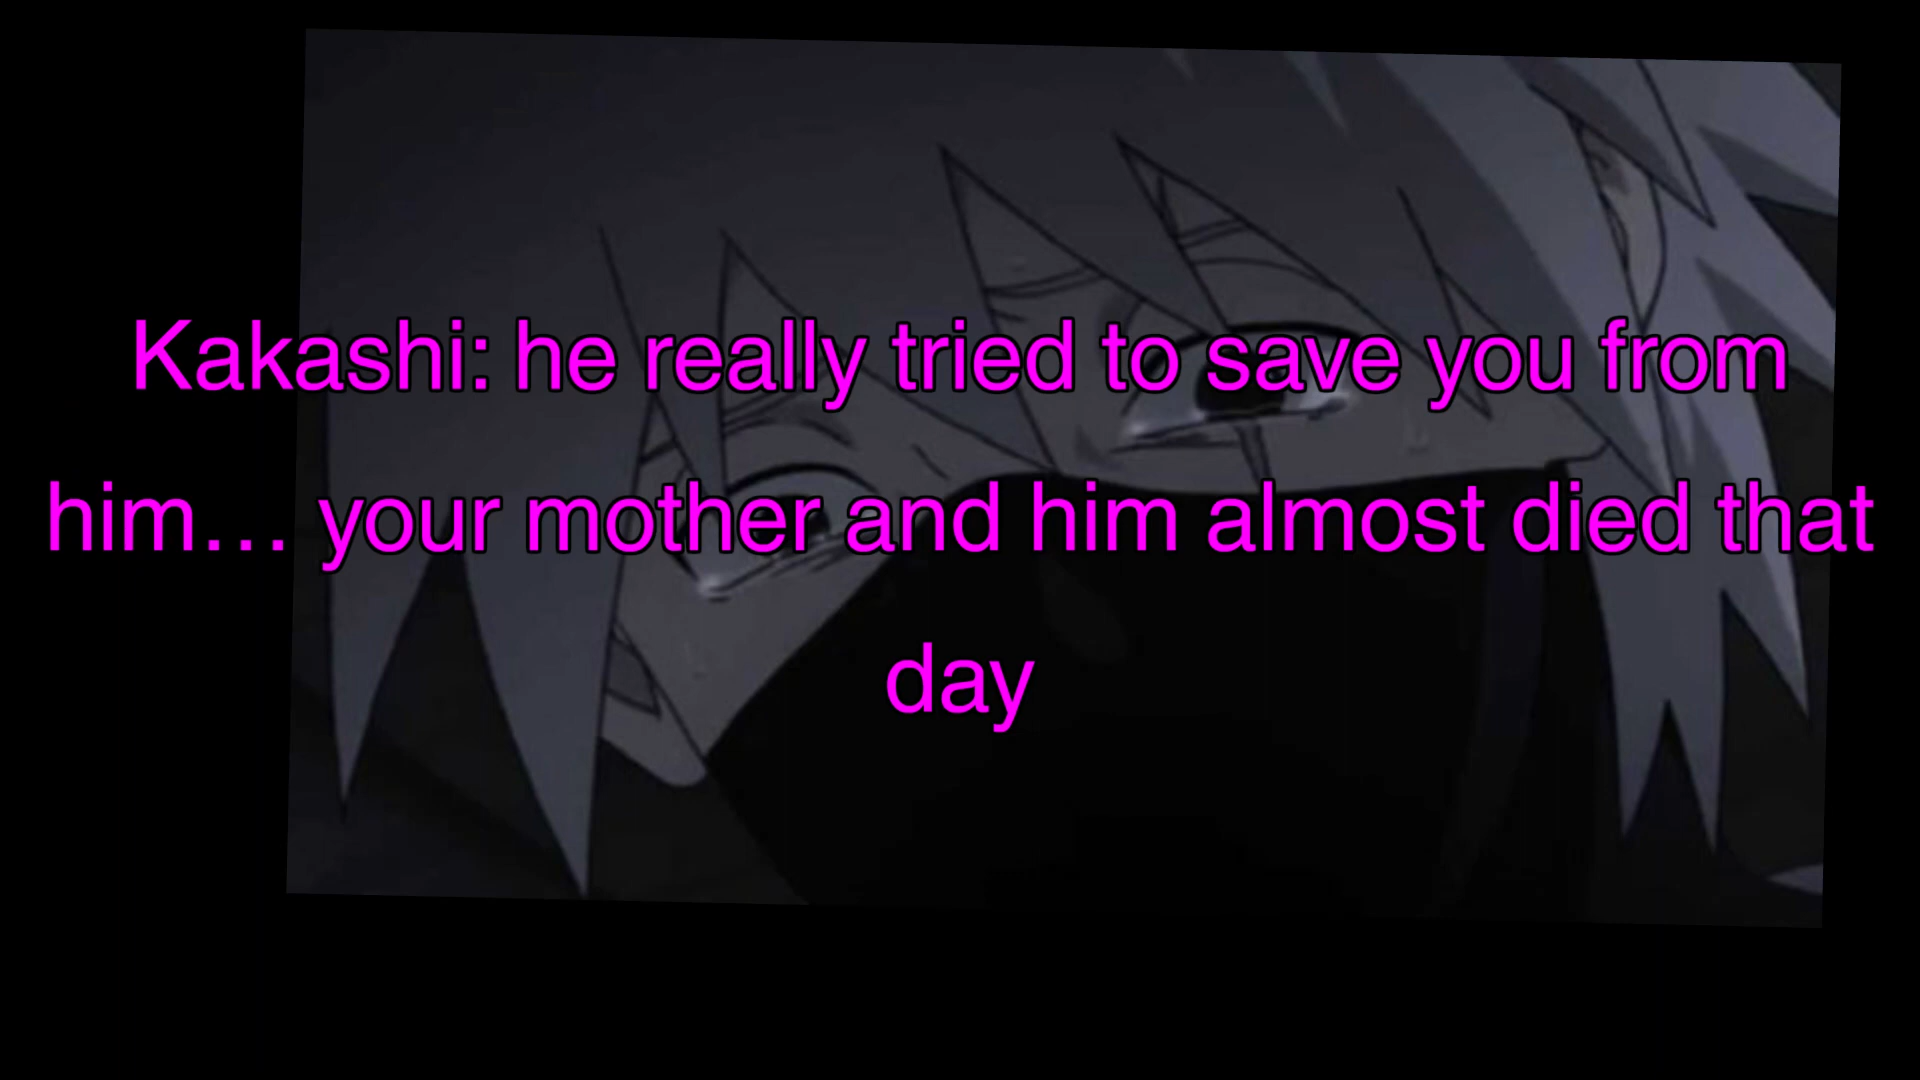 Kakashi: he really tried to save you from
him… your mother and him almost died that
day